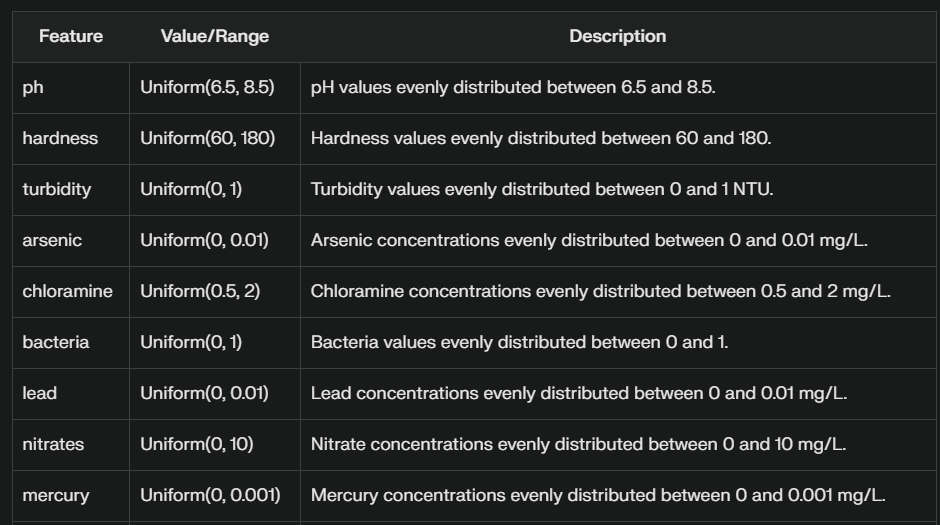 Feature Value/Range Description
ph Uniform(6.5, 8.5) pH values evenly distributed between 6.5 and 8.5.
hardness Uniform(60, 180) Hardness values evenly distributed between 60 and 180.
turbidity Uniform(0, 1) Turbidity values evenly distributed between 0 and 1 NTU.
arsenic Uniform(0, 0.01) Arsenic concentrations evenly distributed between 0 and 0.01 mg/L.
chloramine Uniform(0.5, 2) Chloramine concentrations evenly distributed between 0.5 and 2 mg/L.
bacteria Uniform(0, 1) Bacteria values evenly distributed between 0 and 1.
lead Uniform(0, 0.01) Lead concentrations evenly distributed between 0 and 0.01 mg/L.
nitrates Uniform(0, 10) Nitrate concentrations evenly distributed between 0 and 10 mg/L.
mercury Uniform(0, 0.001) Mercury concentrations evenly distributed between 0 and 0.001 mg/L.